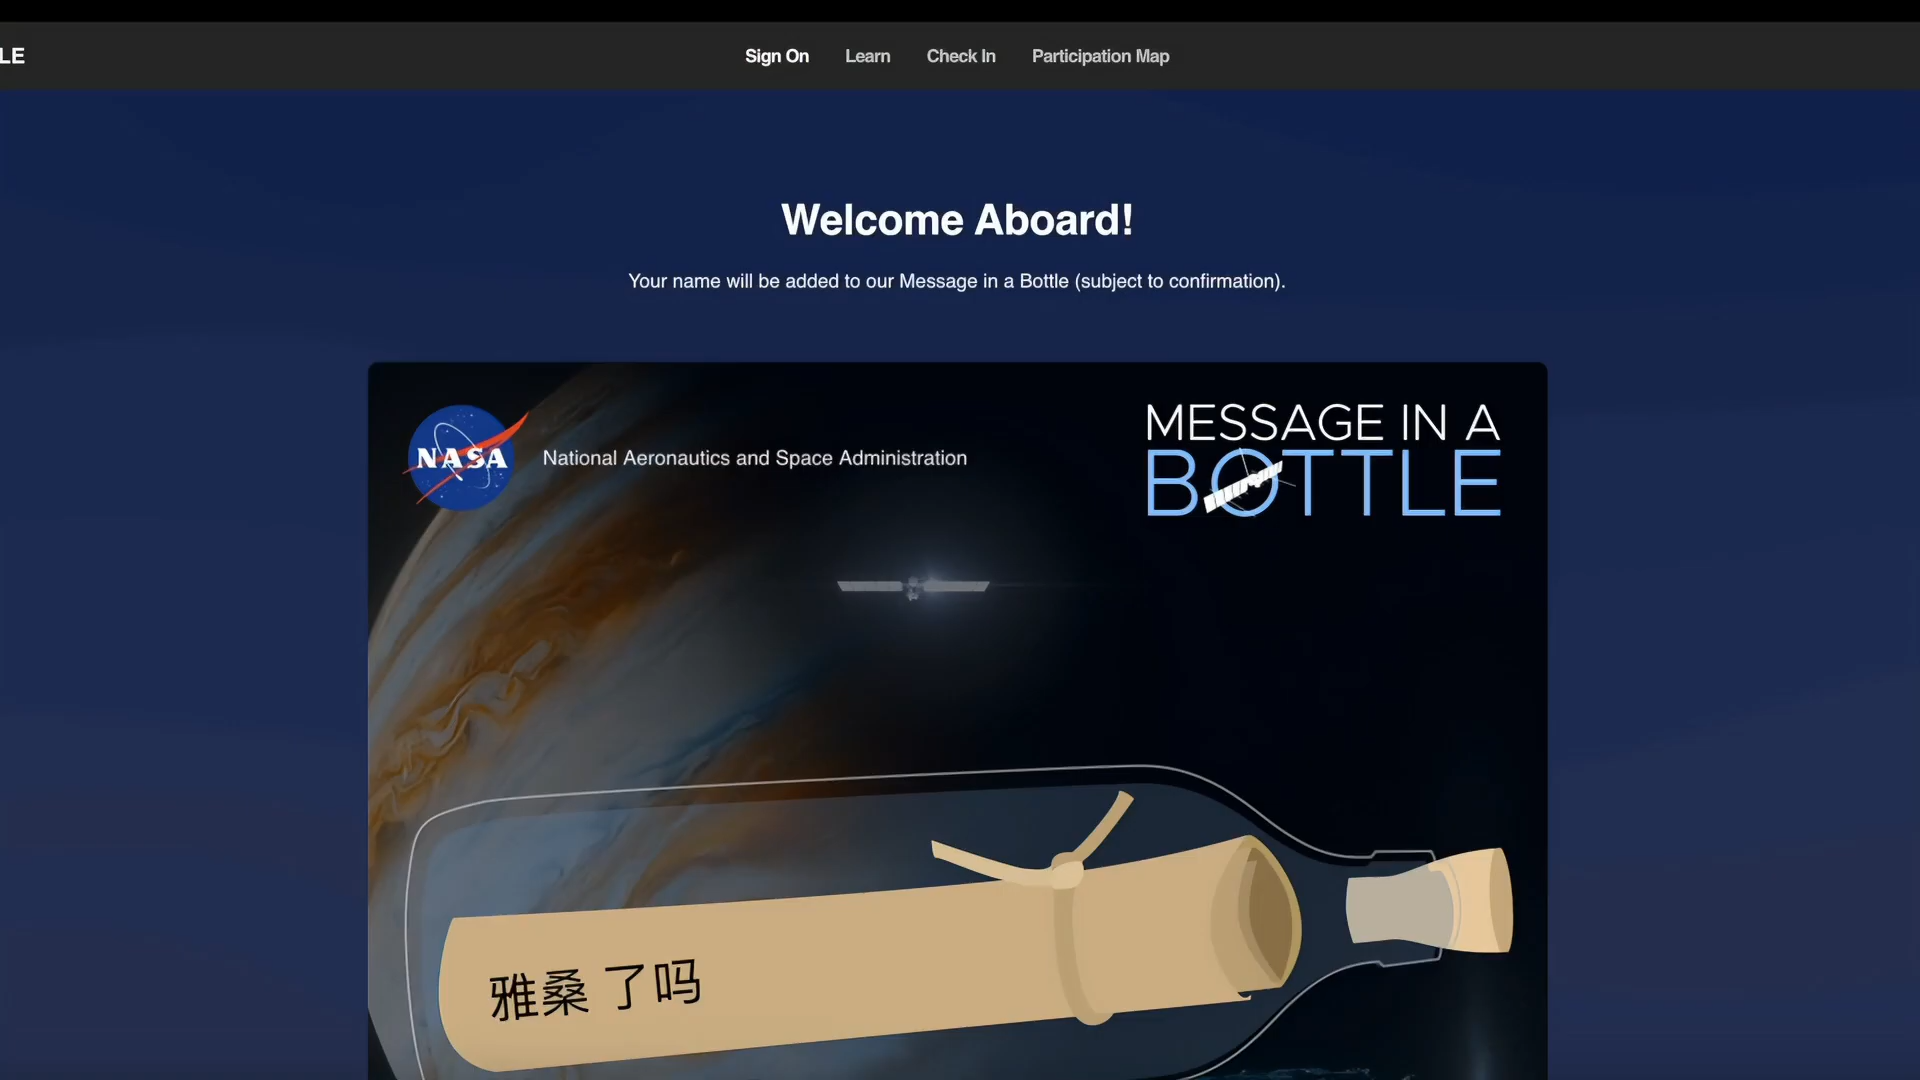 LE
Sign On Learn Check In Participation Map
Welcome Aboard!
Your name will be added to our Message in a Bottle (subject to confirmation).
NASA
National Aeronautics and Space Administration
MESSAGE IN A
BOTTLE
雅桑 了吗